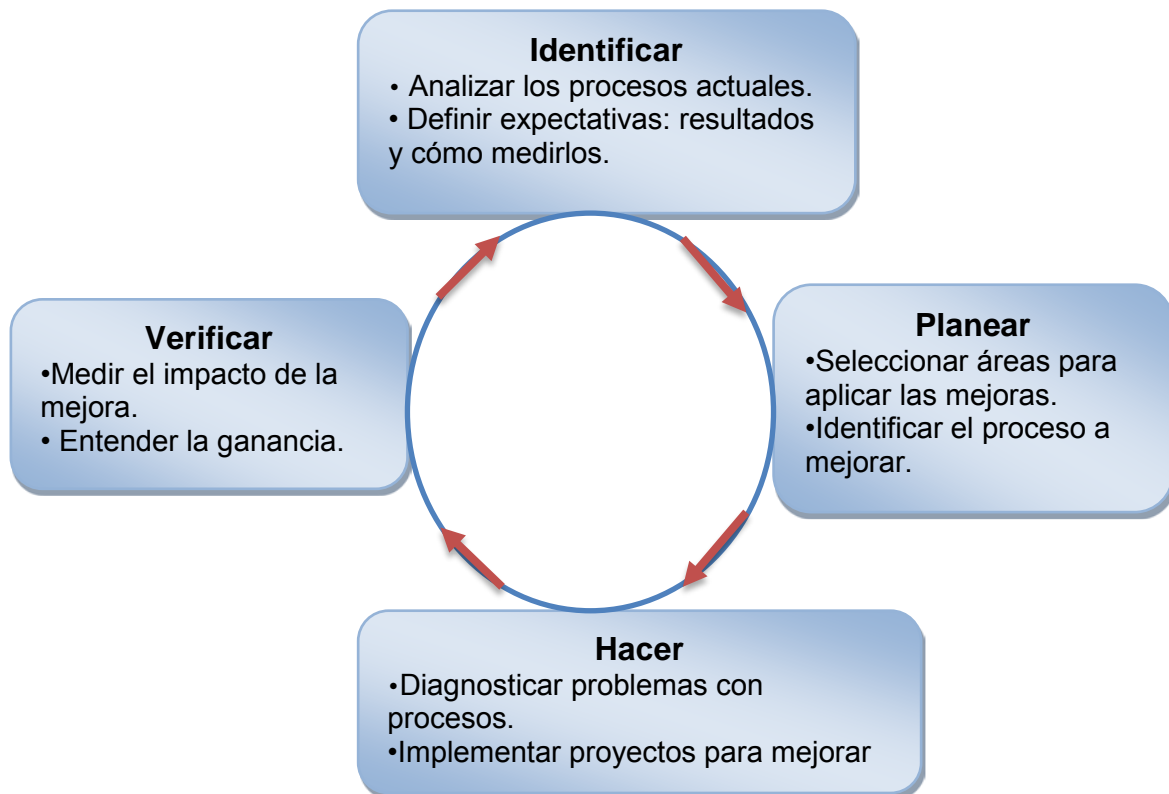 Identificar
• Analizar los procesos actuales.
• Definir expectativas: resultados
y cómo medirlos.
Planear
•Seleccionar áreas para
aplicar las mejoras.
•Identificar el proceso a
mejorar.
Hacer
•Diagnosticar problemas con
procesos.
•Implementar proyectos para mejorar
Verificar
•Medir el impacto de la
mejora.
• Entender la ganancia.